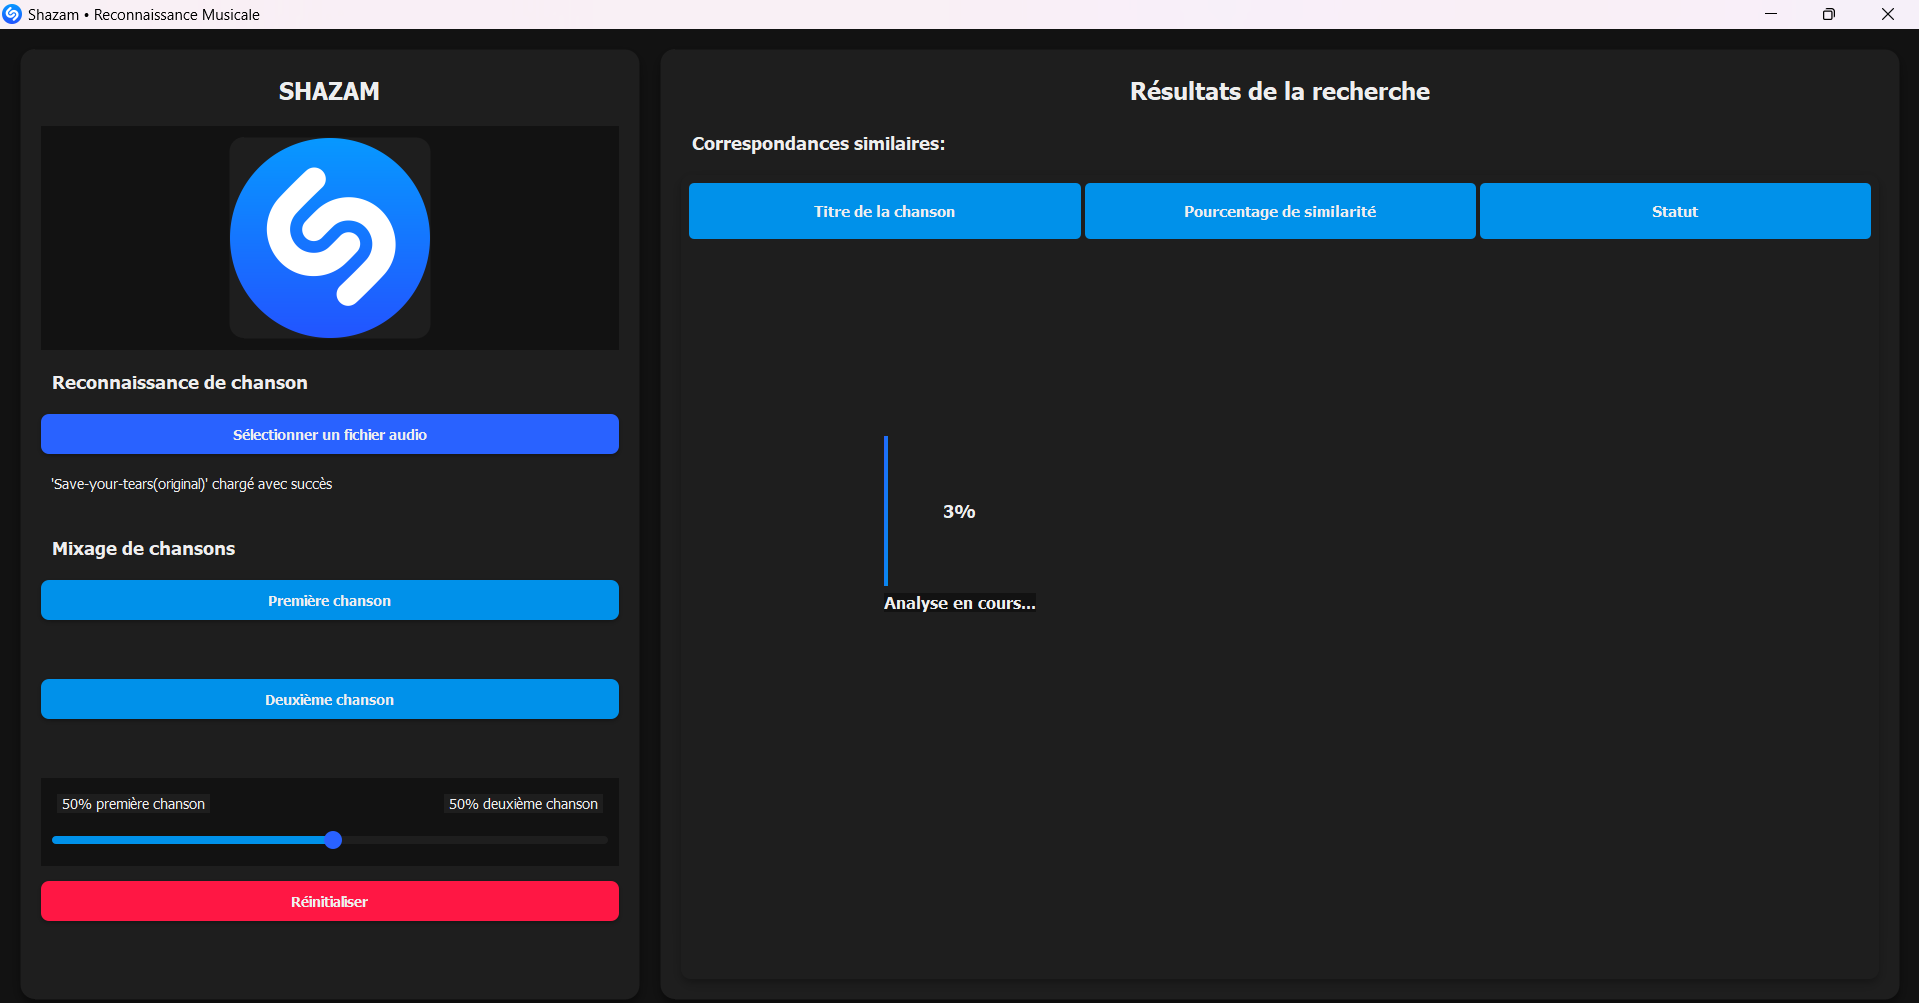 Shazam • Reconnaissance Musicale
SHAZAM
Reconnaissance de chanson
Sélectionner un fichier audio
'Save-your-tears(original)' chargé avec succès
Mixage de chansons
Première chanson
Deuxième chanson
50% première chanson
50% deuxième chanson
Réinitialiser
Résultats de la recherche
Correspondances similaires:
Titre de la chanson
Pourcentage de similarité
Statut
3%
Analyse en cours...